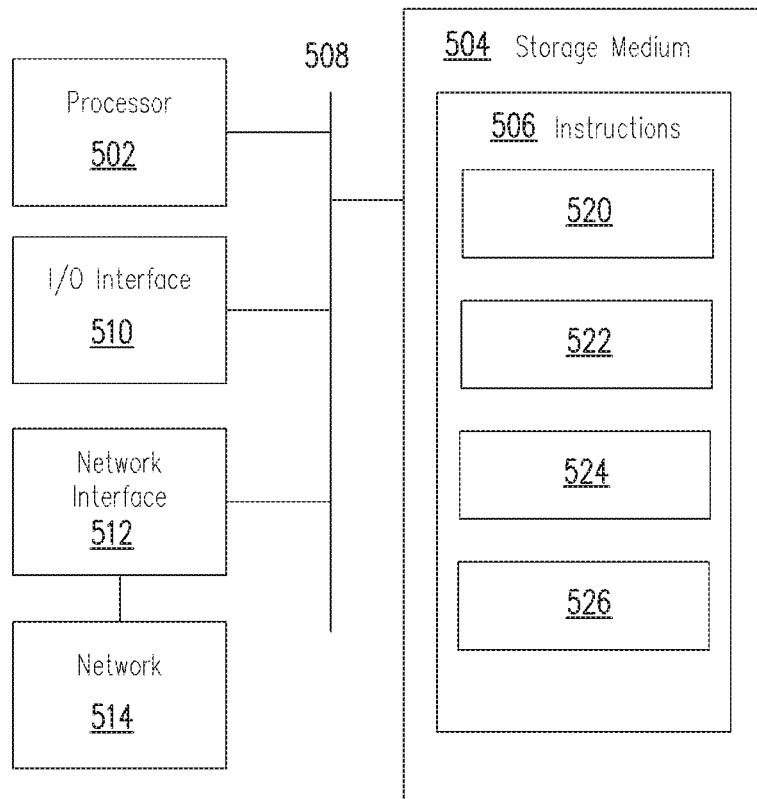 Processor
502
I/O Interface
510
Network
Interface
512
Network
514
508
504 Storage Medium
506 Instructions
520
522
524
526